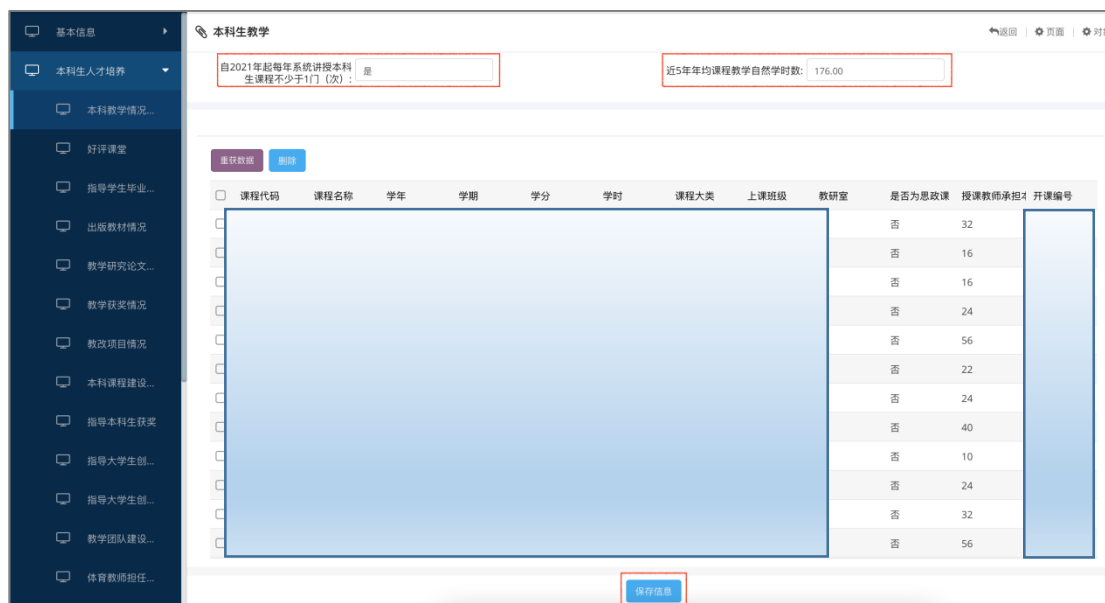 基本信息
本科生人才培养
本科教学情况...
好评课堂
指导学生毕业...
出版教材情况
教学研究论文...
教学获奖情况
教改项目情况
本科课程建设...
指导本科生获奖
指导大学生创...
指导大学生创...
教学团队建设...
体育教师担任...
本科生教学
返回 | 页面 | 对
自2021年起每年系统讲授本科
生课程不少于1门（次）:
是
近5年年均课程教学自然学时数: 176.00
重获数据 删除
课程代码 课程名称 学年 学期 学分 学时 课程大类 上课班级 教研室 是否为思政课 授课教师承担本 开课编号
否 32
否 16
否 16
否 24
否 56
否 22
否 24
否 40
否 10
否 24
否 32
否 56
保存信息